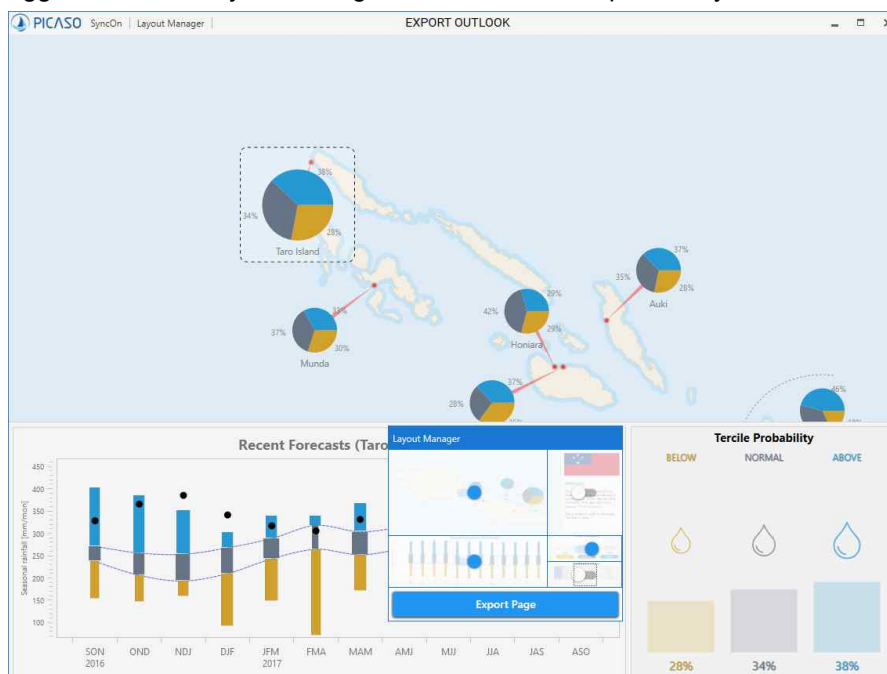 PICASO SyncOn | Layout Manager | EXPORT OUTLOOK
38%
34%
28%
Taro Island
37%
35%
28%
Auki
33%
37%
30%
Munda
29%
42%
29%
Honiara
46%
37%
28%
Recent Forecasts (Taro
Layout Manager
Export Page
Tercile Probability
BELOW NORMAL ABOVE
28% 34% 38%
Seasonal rainfall [mm/mon]
450
400
350
300
250
200
150
100
SON OND NDJ DJF JFM FMA MAM AMJ MJJ JJA JAS ASO
2016 2017